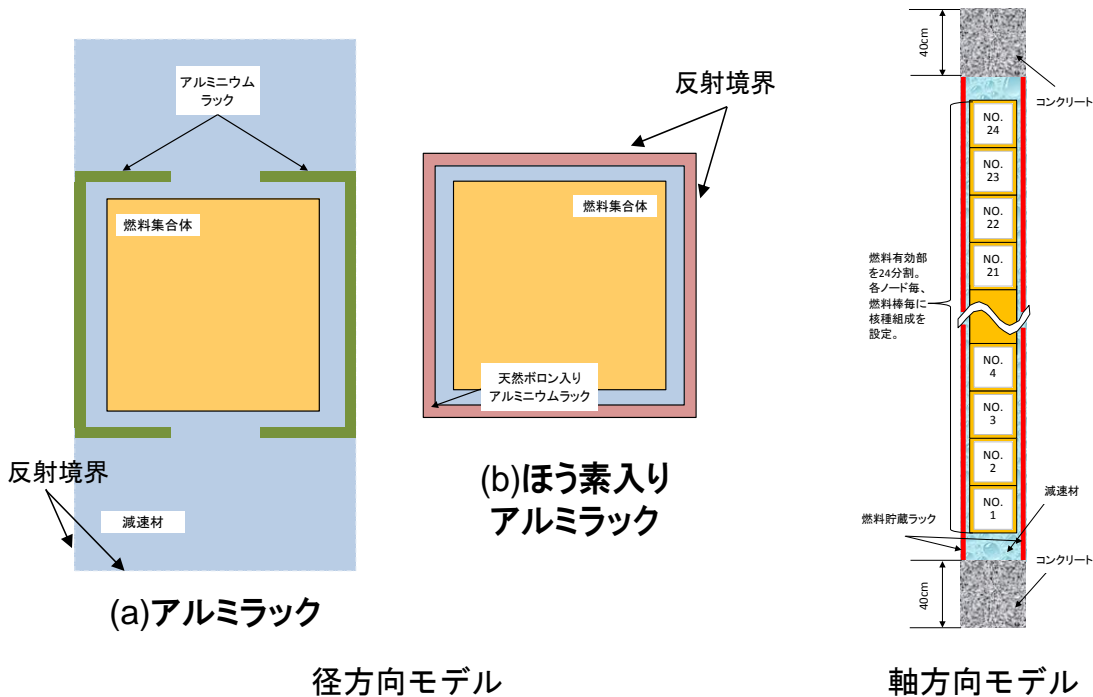 アルミニウム
ラック
燃料集合体
反射境界
減速材
(a)アルミラック
反射境界
燃料集合体
天然ボロン入り
アルミニウムラック
(b)ほう素入り
アルミラック
径方向モデル
40cm
コンクリート
NO.
24
NO.
23
NO.
22
NO.
21
燃料有効部
を24分割。
各ノード毎、
燃料棒毎に
核種組成を
設定。
NO.
4
NO.
3
NO.
2
NO.
1
減速材
燃料貯蔵ラック
コンクリート
40cm
軸方向モデル